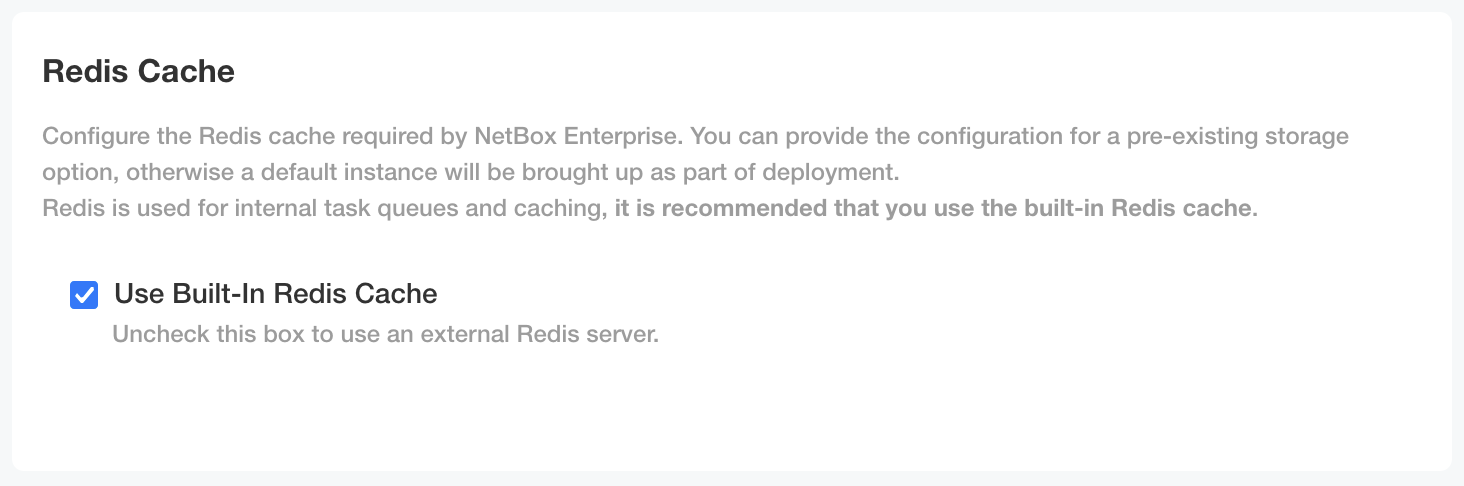 Redis Cache
Configure the Redis cache required by NetBox Enterprise. You can provide the configuration for a pre-existing storage
option, otherwise a default instance will be brought up as part of deployment.
Redis is used for internal task queues and caching, it is recommended that you use the built-in Redis cache.
Use Built-In Redis Cache
Uncheck this box to use an external Redis server.